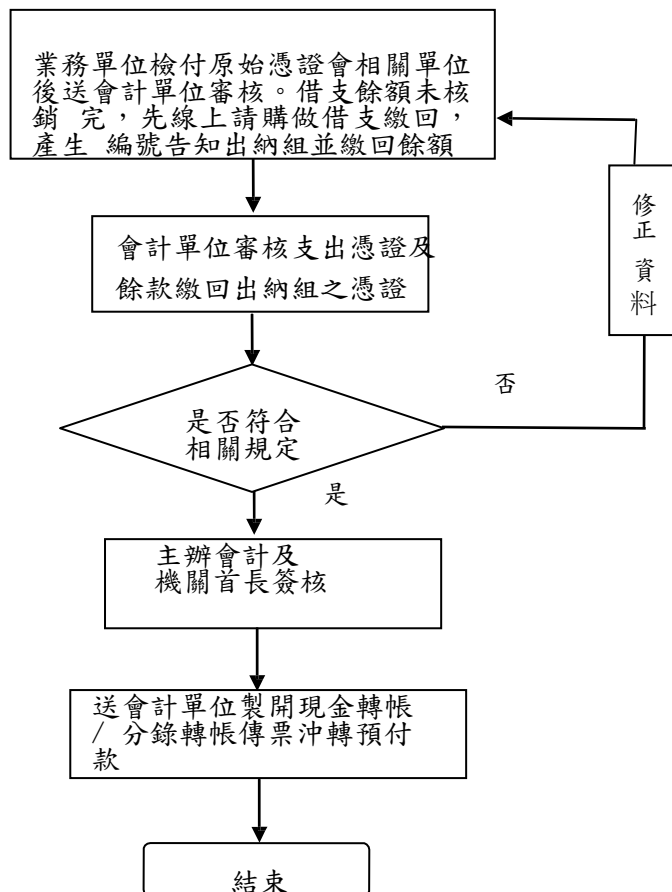 業務單位檢付原始憑證會相關單位
後送會計單位審核。借支餘額未核
銷 完，先線上請購做借支繳回，
產生 編號告知出納組並繳回餘額
會計單位審核支出憑證及
餘款繳回出納組之憑證
修
正
資
料
否
是否符合
相關規定
是
主辦會計及
機關首長簽核
送會計單位製開現金轉帳
/ 分錄轉帳傳票沖轉預付
款
結束